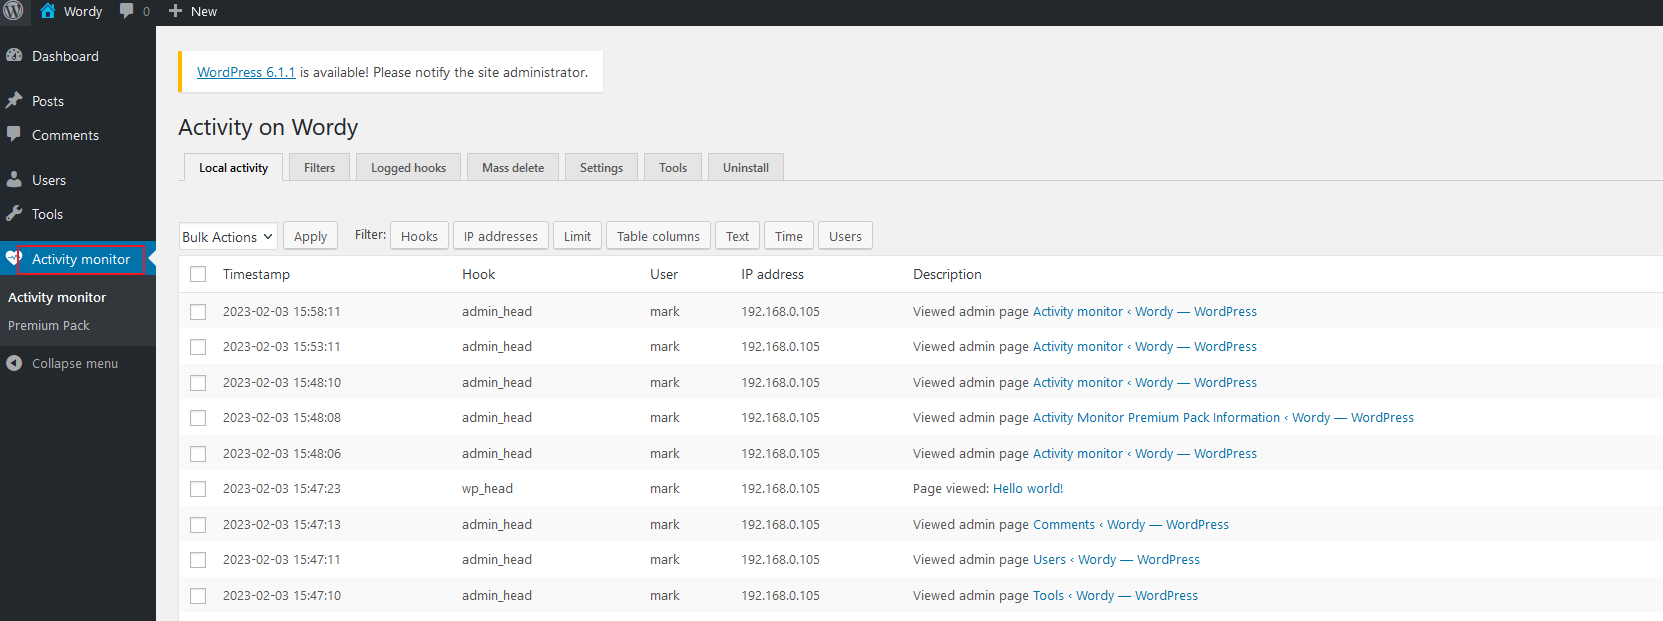 Wordy 0 New
Dashboard
Posts
Comments
Users
Tools
Activity monitor
Activity monitor
Premium Pack
Collapse menu
WordPress 6.1.1 is available! Please notify the site administrator.
Activity on Wordy
Local activity Filters Logged hooks Mass delete Settings Tools Uninstall
Bulk Actions Apply Filter: Hooks IP addresses Limit Table columns Text Time Users
Timestamp Hook User IP address Description
2023-02-03 15:58:11 admin_head mark 192.168.0.105 Viewed admin page Activity monitor ‹ Wordy — WordPress
2023-02-03 15:53:11 admin_head mark 192.168.0.105 Viewed admin page Activity monitor ‹ Wordy — WordPress
2023-02-03 15:48:10 admin_head mark 192.168.0.105 Viewed admin page Activity monitor ‹ Wordy — WordPress
2023-02-03 15:48:08 admin_head mark 192.168.0.105 Viewed admin page Activity Monitor Premium Pack Information ‹ Wordy — WordPress
2023-02-03 15:48:06 admin_head mark 192.168.0.105 Viewed admin page Activity monitor ‹ Wordy — WordPress
2023-02-03 15:47:23 wp_head mark 192.168.0.105 Page viewed: Hello world!
2023-02-03 15:47:13 admin_head mark 192.168.0.105 Viewed admin page Comments ‹ Wordy — WordPress
2023-02-03 15:47:11 admin_head mark 192.168.0.105 Viewed admin page Users ‹ Wordy — WordPress
2023-02-03 15:47:10 admin_head mark 192.168.0.105 Viewed admin page Tools ‹ Wordy — WordPress